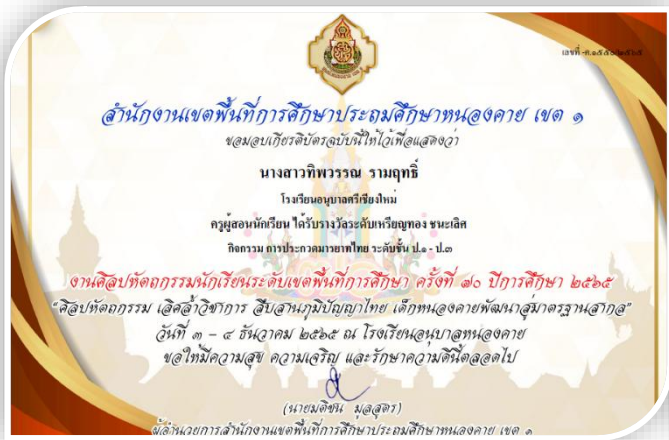 สำนักงานเขตพื้นที่การศึกษาประถมศึกษาหนองคาย เขต ๑
ขอมอบเกียรติบัตรฉบับนี้ให้ไว้เพื่อแสดงว่า
นางสาวทิพวรรณ รามฤทธิ์
โรงเรียนอนุบาลศรีเชียงใหม่
ครูผู้สอนนักเรียน ได้รับรางวัลระดับเหรียญทอง ชนะเลิศ
กิจกรรม การประกวดมารยาทไทย ระดับชั้น ป.๑ - ป.๓
งานศิลปหัตถกรรมนักเรียนระดับเขตพื้นที่การศึกษา ครั้งที่ ๗๐ ปีการศึกษา ๒๕๖๕
"ศิลปหัตถกรรม เลิศล้ำวิชาการ สืบสานภูมิปัญญาไทย เด็กหนองคายพัฒนาสู่มาตรฐานสากล"
วันที่ ๓ - ๔ ธันวาคม ๒๕๖๕ ณ โรงเรียนอนุบาลหนองคาย
ขอให้มีความสุข ความเจริญ และรักษาความดีนี้ตลอดไป
(นายมติชน มูลสูตร)
ผู้อำนวยการสำนักงานเขตพื้นที่การศึกษาประถมศึกษาหนองคาย เขต ๑